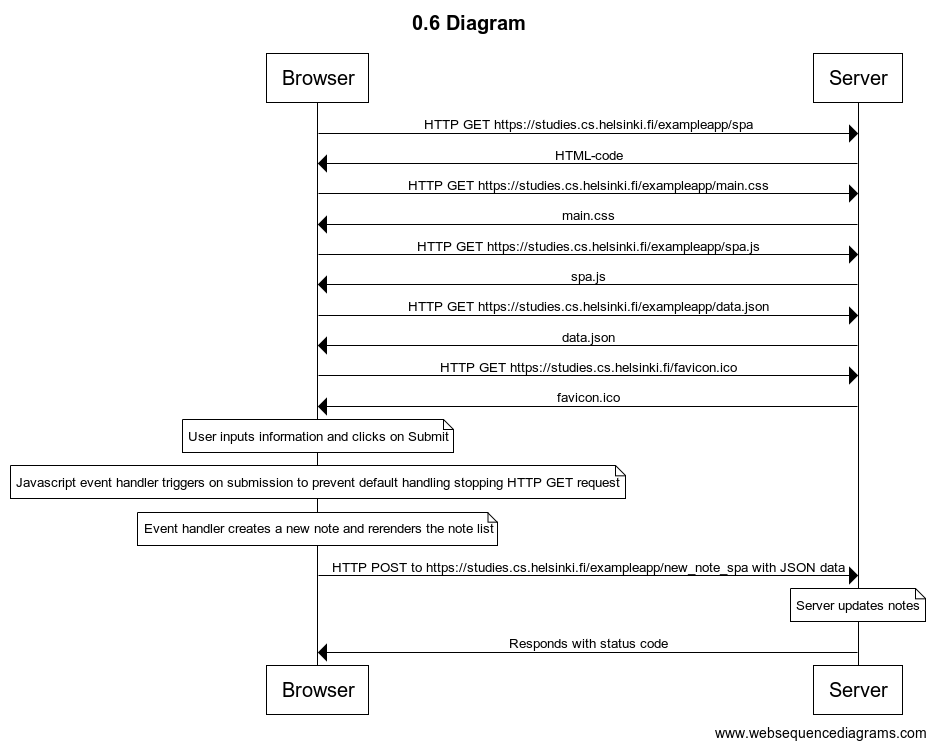 0.6 Diagram
Browser
Server
HTTP GET https://studies.cs.helsinki.fi/exampleapp/spa
HTML-code
HTTP GET https://studies.cs.helsinki.fi/exampleapp/main.css
main.css
HTTP GET https://studies.cs.helsinki.fi/exampleapp/spa.js
spa.js
HTTP GET https://studies.cs.helsinki.fi/exampleapp/data.json
data.json
HTTP GET https://studies.cs.helsinki.fi/favicon.ico
favicon.ico
User inputs information and clicks on Submit
Javascript event handler triggers on submission to prevent default handling stopping HTTP GET request
Event handler creates a new note and rerenders the note list
HTTP POST to https://studies.cs.helsinki.fi/exampleapp/new_note_spa with JSON data
Server updates notes
Responds with status code
Browser
Server
www.websequencediagrams.com